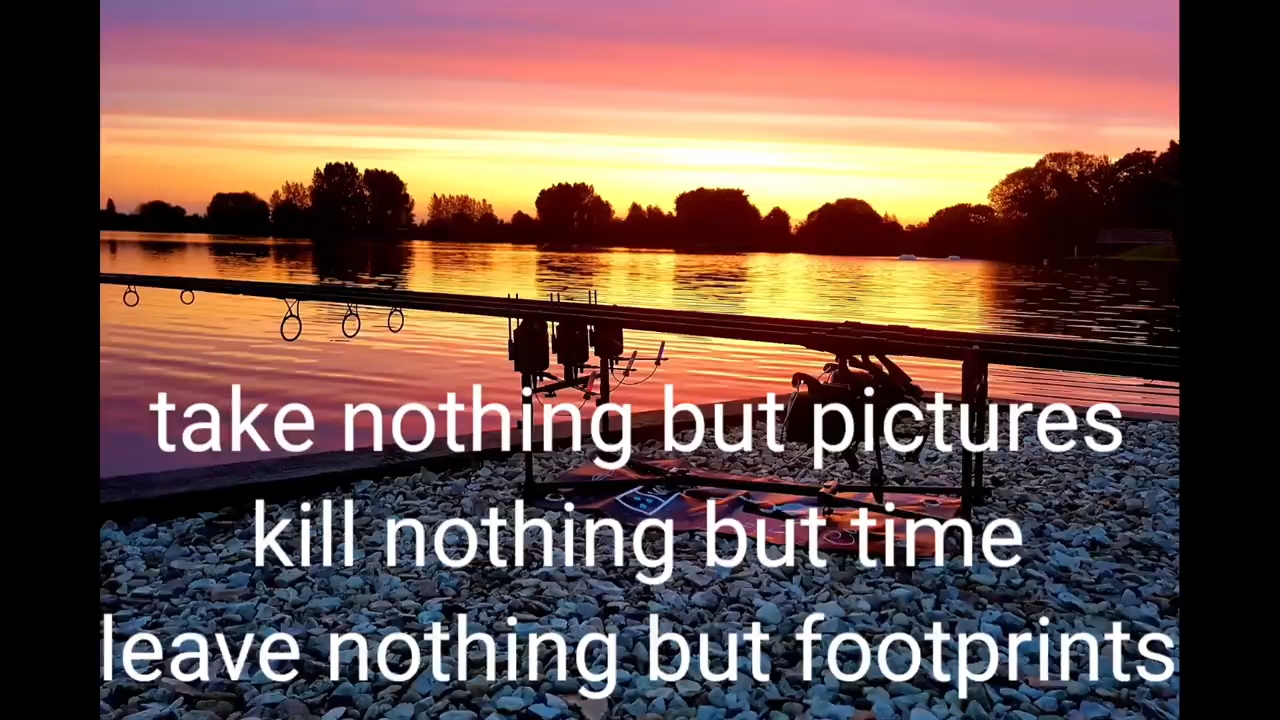 take nothing but pictures
kill nothing but time
leave nothing but footprints